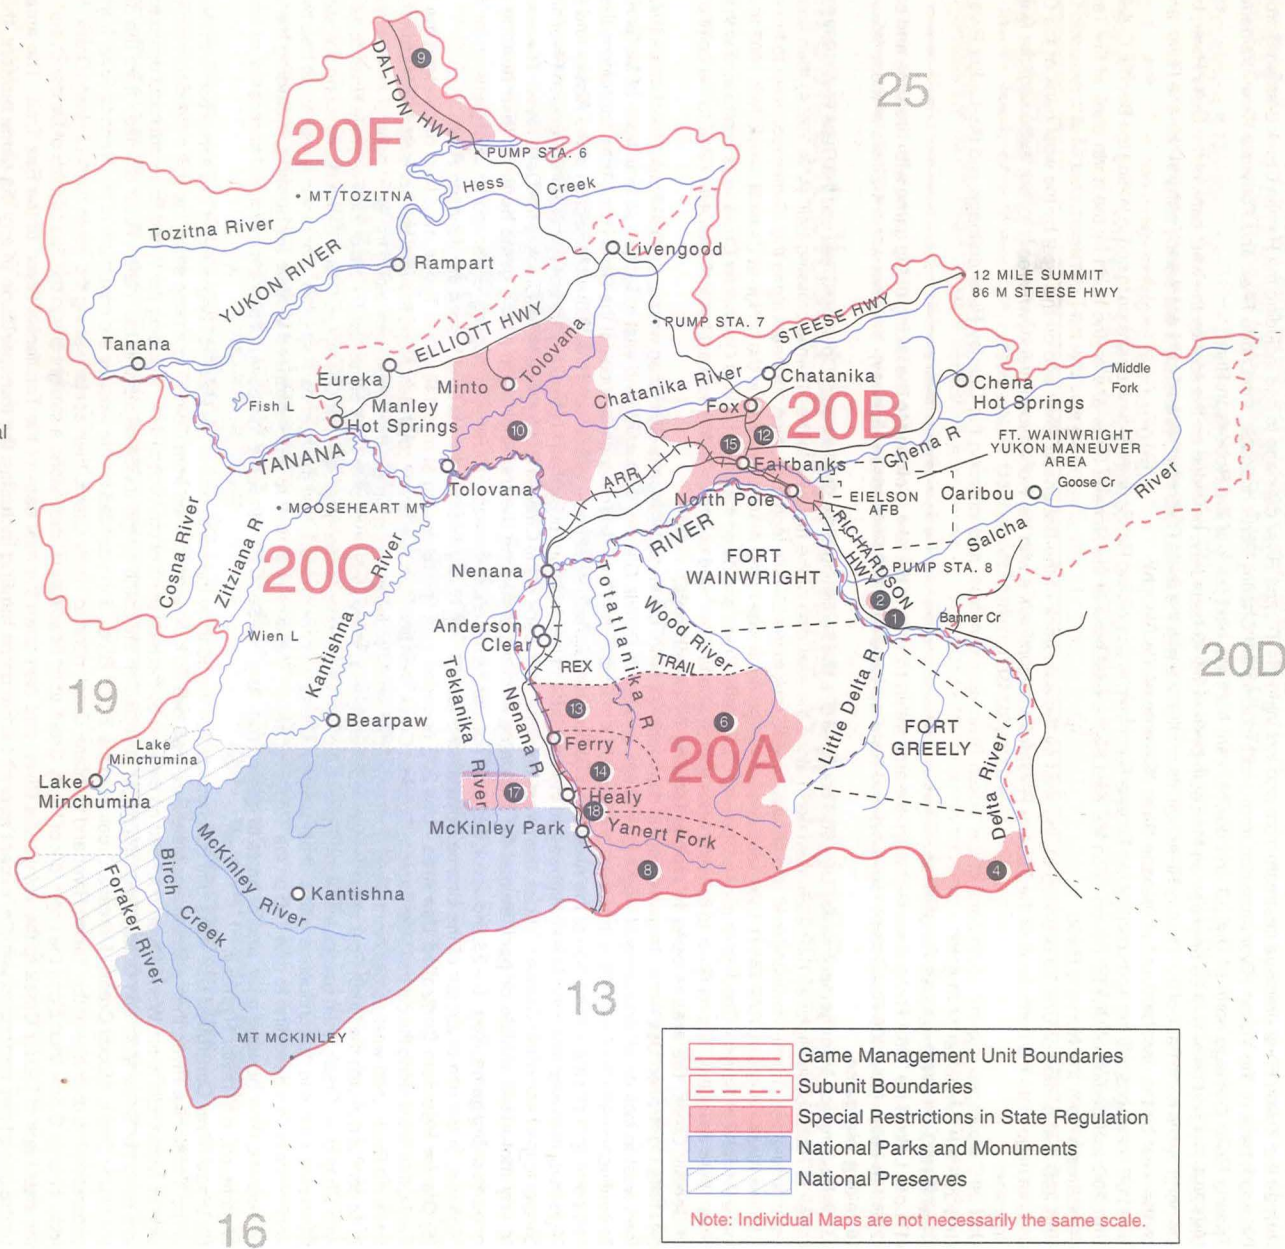 9
DALTON HWY
25
20F
PUMP STA. 6
MT TOZITNA
Hess Creek
Tozitna River
YUKON RIVER
Rampart
Livengood
12 MILE SUMMIT
86 M STEESE HWY
ELLIOTT HWY
PUMP STA. 7
STEESE HWY
Tanana
Eureka
Minto
Tolovana
Chatanika River
Chatanika
Middle
Fork
Chena
Hot Springs
Fish L
Manley
Hot Springs
Fox
20B
al
10
15
12
FT. WAINWRIGHT
YUKON MANEUVER
AREA
Ghena R
TANANA
Fairbanks
Goose Cr
River
Tolovana
ARR
North Pole
EIELSON
AFB
Oaribou
MOOSEHEART MT
Cosna River
Zitziana R
20C
River
RIVER
FORT
WAINWRIGHT
RICHARDSON
HWY
Salcha
PUMP STA. 8
Nenana
Totatlanika R
Wood River
2
1
Banner Cr
Wien L
Kantishna
Anderson
Clear
Teklanika
River
Nenana R
REX
TRAIL
Little Delta R
20D
19
13
6
Bearpaw
Ferry
20A
FORT
GREELY
Delta River
Lake
Minchumina
Lake
Minchumina
14
17
Healy
18
McKinley Park
Yanert Fork
McKinley River
Birch
Creek
8
4
Foraker River
Kantishna
13
MT MCKINLEY
16
Game Management Unit Boundaries
Subunit Boundaries
Special Restrictions in State Regulation
National Parks and Monuments
National Preserves
Note: Individual Maps are not necessarily the same scale.